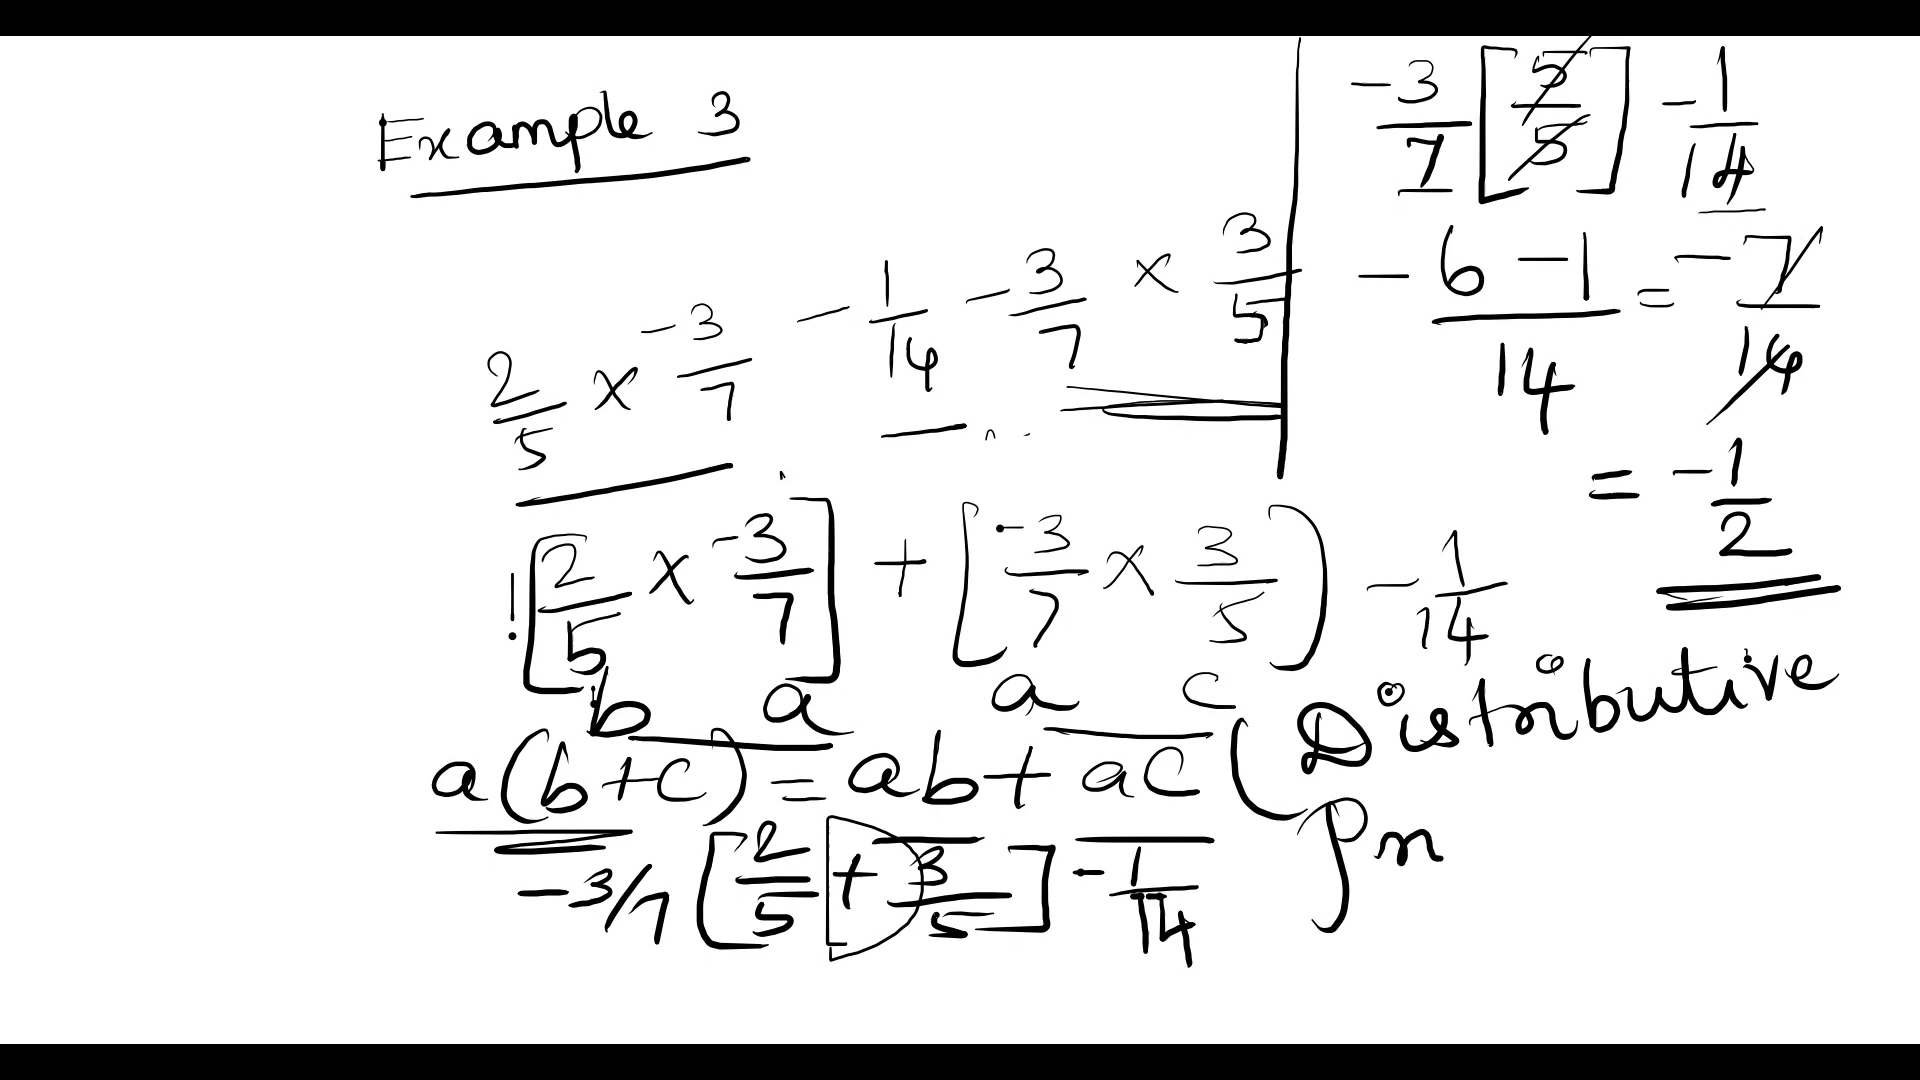 Example 3
2/5 × -3/7 - 1/14 - 3/7 × 3/5
[2/5 × -3/7] + [-3/7 × 3/5) - 1/14
b a a c
a(b+c) = ab + ac (Distributive
-3/7 [2/5 + 3/5] - 1/14
-3/7 [5/5] - 1/14
-6-1/14 = -7/14
= -1/2